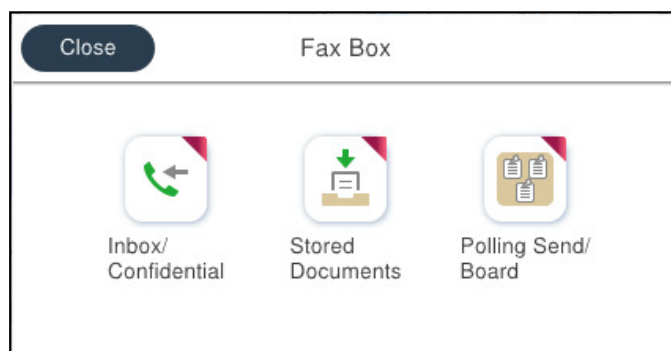 Close
Fax Box
Inbox/
Confidential
Stored
Documents
Polling Send/
Board